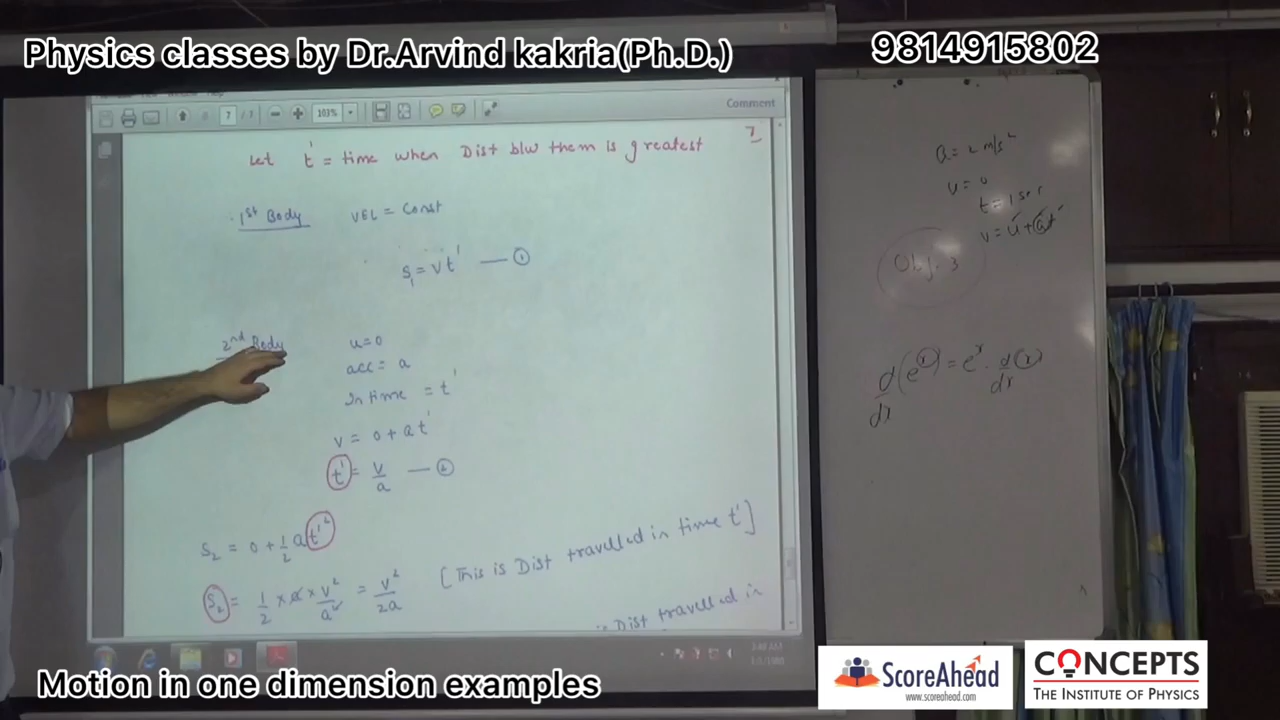 Physics classes by Dr.Arvind kakria(Ph.D.)
9814915802
7
103%
Comment
Let t' = time when Dist b/w them is greatest
7
1st Body VEL = Const
S₁ = vt' — ①
2nd Body
u=0
acc = a
In time = t'
v = 0 + at'
t' = v/a — ②
S₂ = 0 + 1/2 a t'²
S₂ = 1/2 × a × v²/a² = v²/2a [This is Dist travelled in time t']
Dist travelled in
a = 2 m/s²
u = 0
t = 1 sec
v = u + at
Obj. 3
d/dx (e^x) = e^x · d/dx (x)
Motion in one dimension examples
ScoreAhead
www.scoreahead.com
CONCEPTS
THE INSTITUTE OF PHYSICS